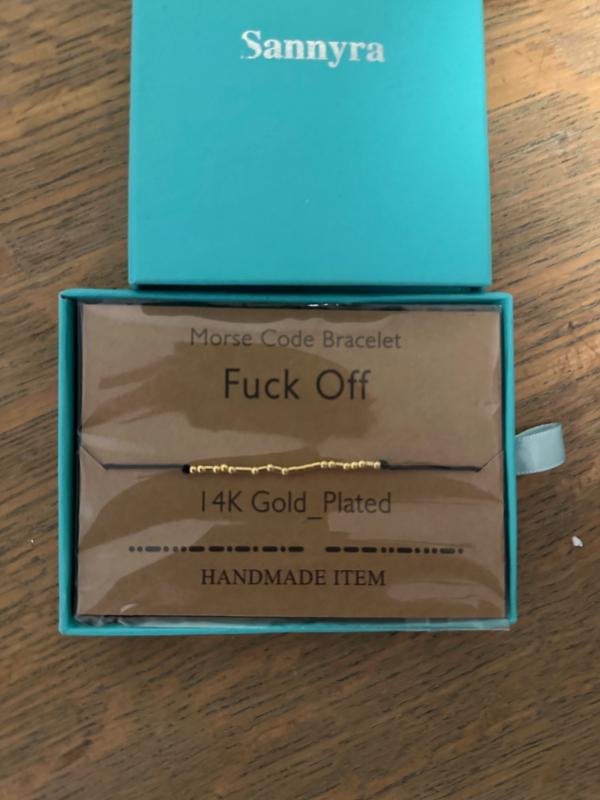 Sannyra
Morse Code Bracelet
Fuck Off
14K Gold_Plated
HANDMADE ITEM